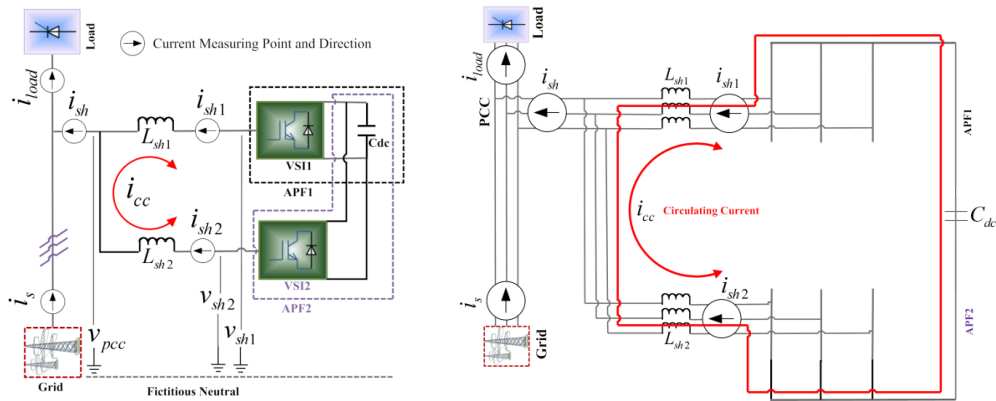 Load
Current Measuring Point and Direction
i_load
i_sh
i_sh1
L_sh1
VSI1
Cdc
APF1
i_cc
i_sh2
L_sh2
VSI2
APF2
i_s
v_sh2
v_sh1
v_pcc
Grid
Fictitious Neutral
Load
i_load
i_sh
L_sh1
i_sh1
PCC
APF1
i_cc
Circulating Current
C_dc
i_sh2
L_sh2
APF2
i_s
Grid